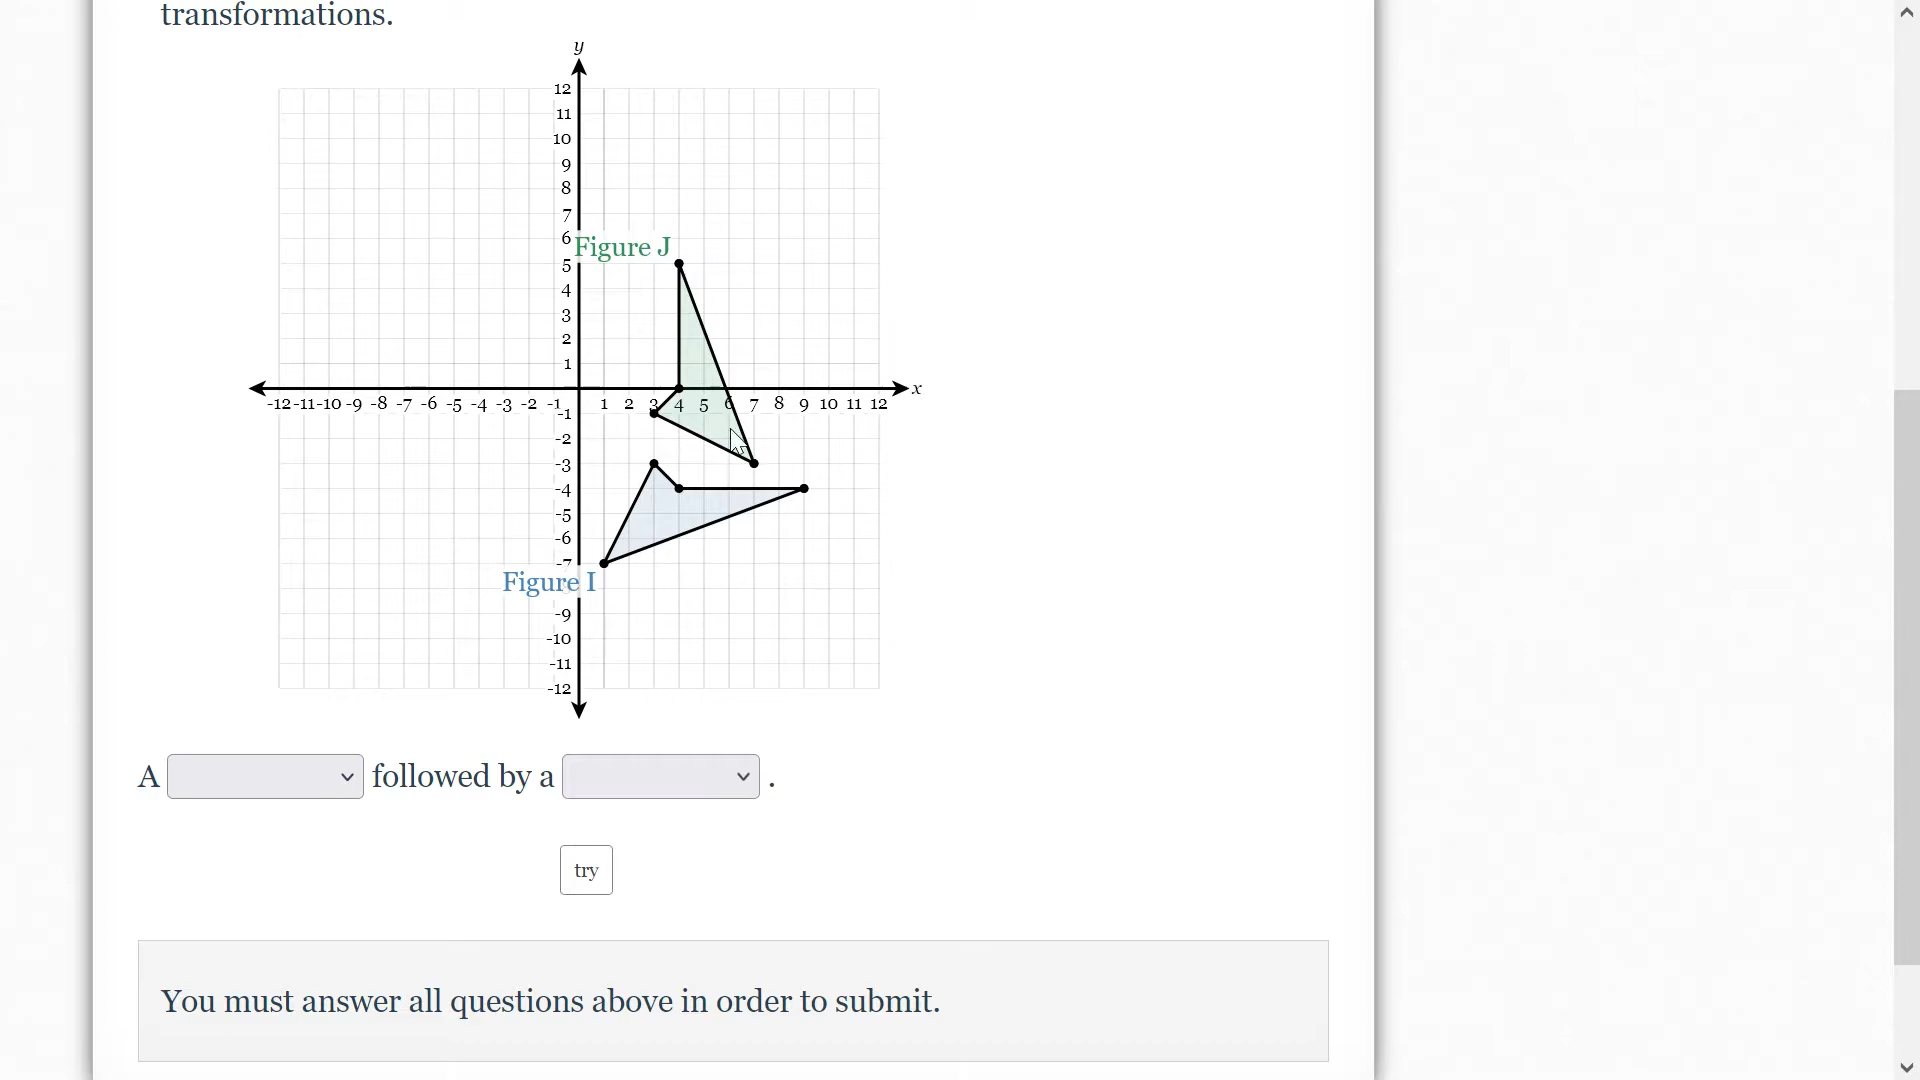 transformations.
y
12
11
10
9
8
7
6
Figure J
5
4
3
2
1
x
-12 -11 -10 -9 -8 -7 -6 -5 -4 -3 -2 -1 1 2 3 4 5 6 7 8 9 10 11 12
-1
-2
-3
-4
-5
-6
-7
Figure I
-9
-10
-11
-12
A followed by a .
try
You must answer all questions above in order to submit.